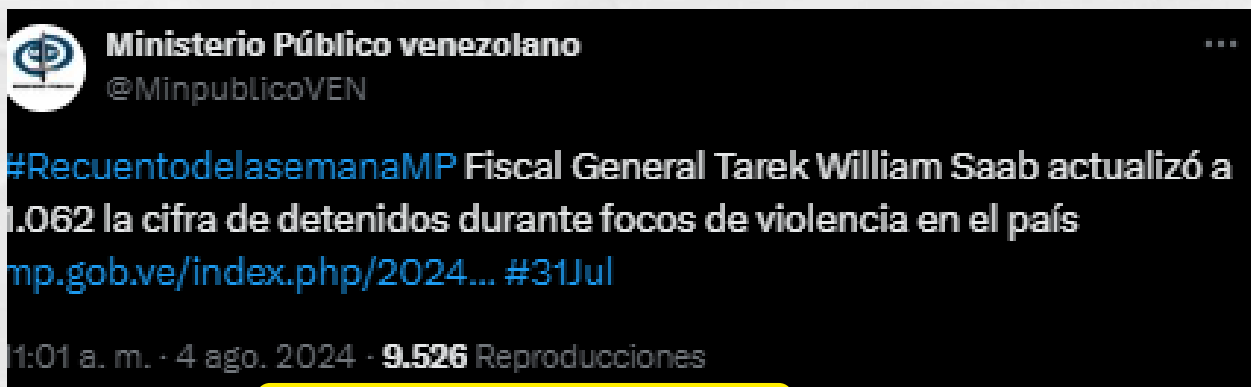 Ministerio Público venezolano
@MinpublicoVEN
#RecuentodelasemanaMP Fiscal General Tarek William Saab actualizó a
1.062 la cifra de detenidos durante focos de violencia en el país
mp.gob.ve/index.php/2024... #31Jul
11:01 a. m. · 4 ago. 2024 · 9.526 Reproducciones